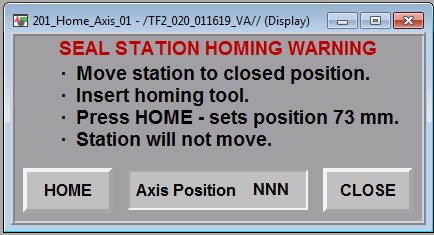 201_Home_Axis_01 - /TF2_020_011619_VA// (Display)
SEAL STATION HOMING WARNING
· Move station to closed position.
· Insert homing tool.
· Press HOME - sets position 73 mm.
· Station will not move.
HOME Axis Position NNN CLOSE